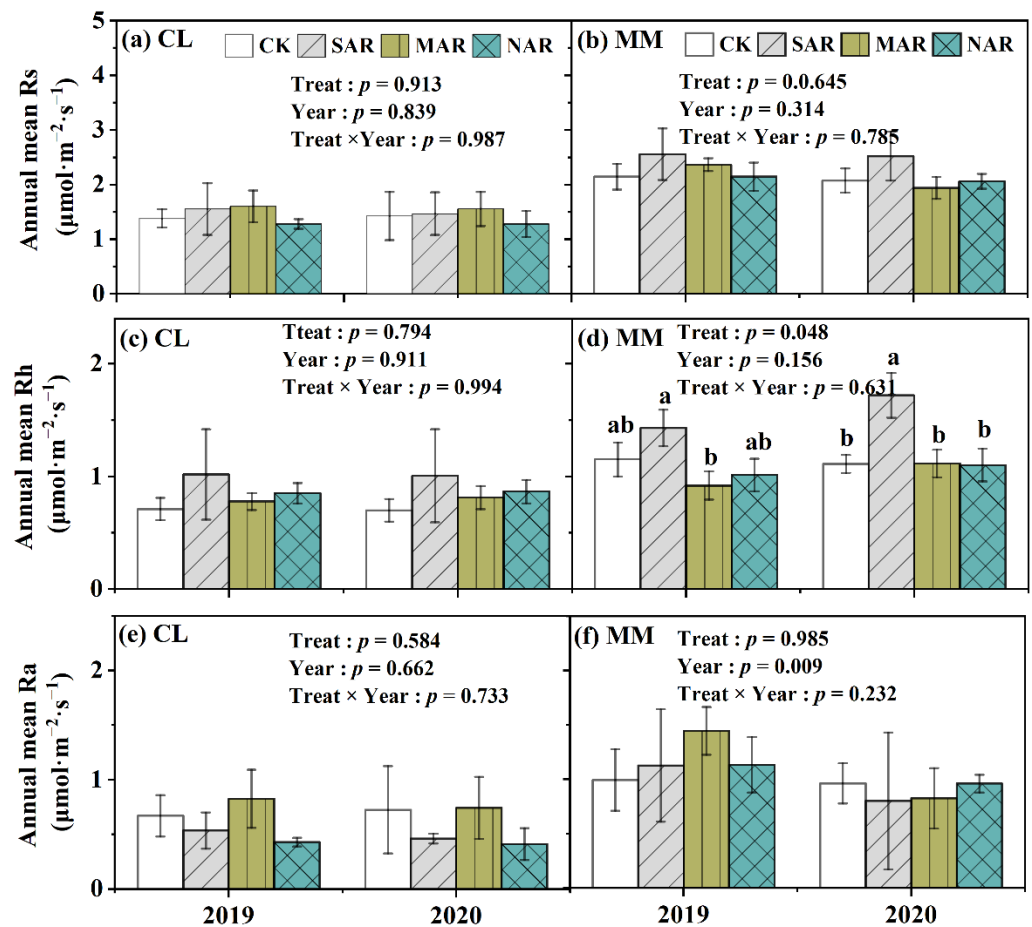 (a) CL
CK SAR MAR NAR
Treat : p = 0.913
Year : p = 0.839
Treat ×Year : p = 0.987
Annual mean Rs
(μmol·m⁻²·s⁻¹)
5
4
3
2
1
0
(b) MM
CK SAR MAR NAR
Treat : p = 0.0.645
Year : p = 0.314
Treat × Year : p = 0.785
(c) CL
Tteat : p = 0.794
Year : p = 0.911
Treat × Year : p = 0.994
Annual mean Rh
(μmol·m⁻²·s⁻¹)
2
1
0
(d) MM
Treat : p = 0.048
Year : p = 0.156
Treat × Year : p = 0.631
ab a b ab
b a b b
(e) CL
Treat : p = 0.584
Year : p = 0.662
Treat × Year : p = 0.733
Annual mean Ra
(μmol·m⁻²·s⁻¹)
2
1
0
(f) MM
Treat : p = 0.985
Year : p = 0.009
Treat × Year : p = 0.232
2019 2020 2019 2020